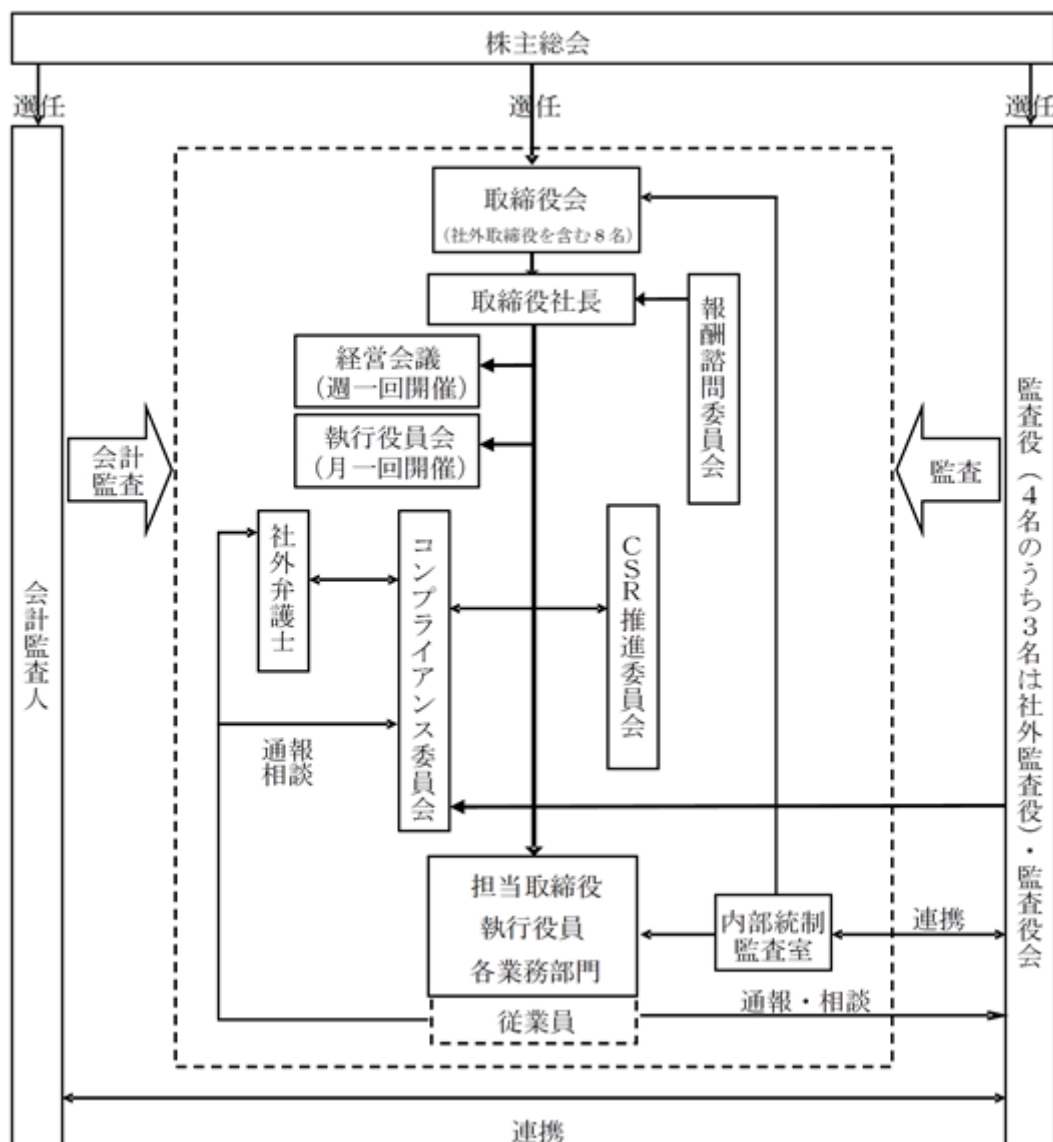 株主総会
選任
選任
選任
取締役会
（社外取締役を含む8名）
取締役社長
報酬諮問委員会
経営会議
（週一回開催）
執行役員会
（月一回開催）
会計
監査
監査
社外弁護士
コンプライアンス委員会
CSR推進委員会
会計監査人
監査役（4名のうち3名は社外監査役）・監査役会
通報
相談
担当取締役
執行役員
各業務部門
内部統制
監査室
連携
従業員
通報・相談
連携